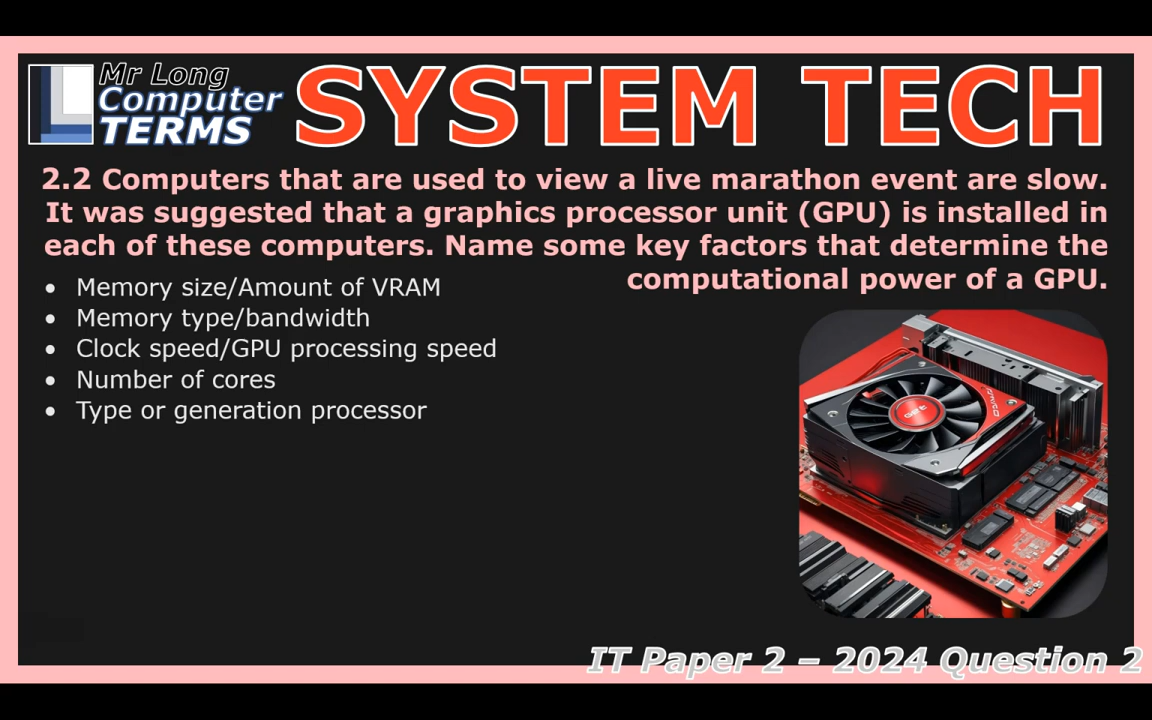 Mr Long
Computer
TERMS
SYSTEM TECH
2.2 Computers that are used to view a live marathon event are slow.
It was suggested that a graphics processor unit (GPU) is installed in
each of these computers. Name some key factors that determine the
computational power of a GPU.
• Memory size/Amount of VRAM
• Memory type/bandwidth
• Clock speed/GPU processing speed
• Number of cores
• Type or generation processor
IT Paper 2 – 2024 Question 2